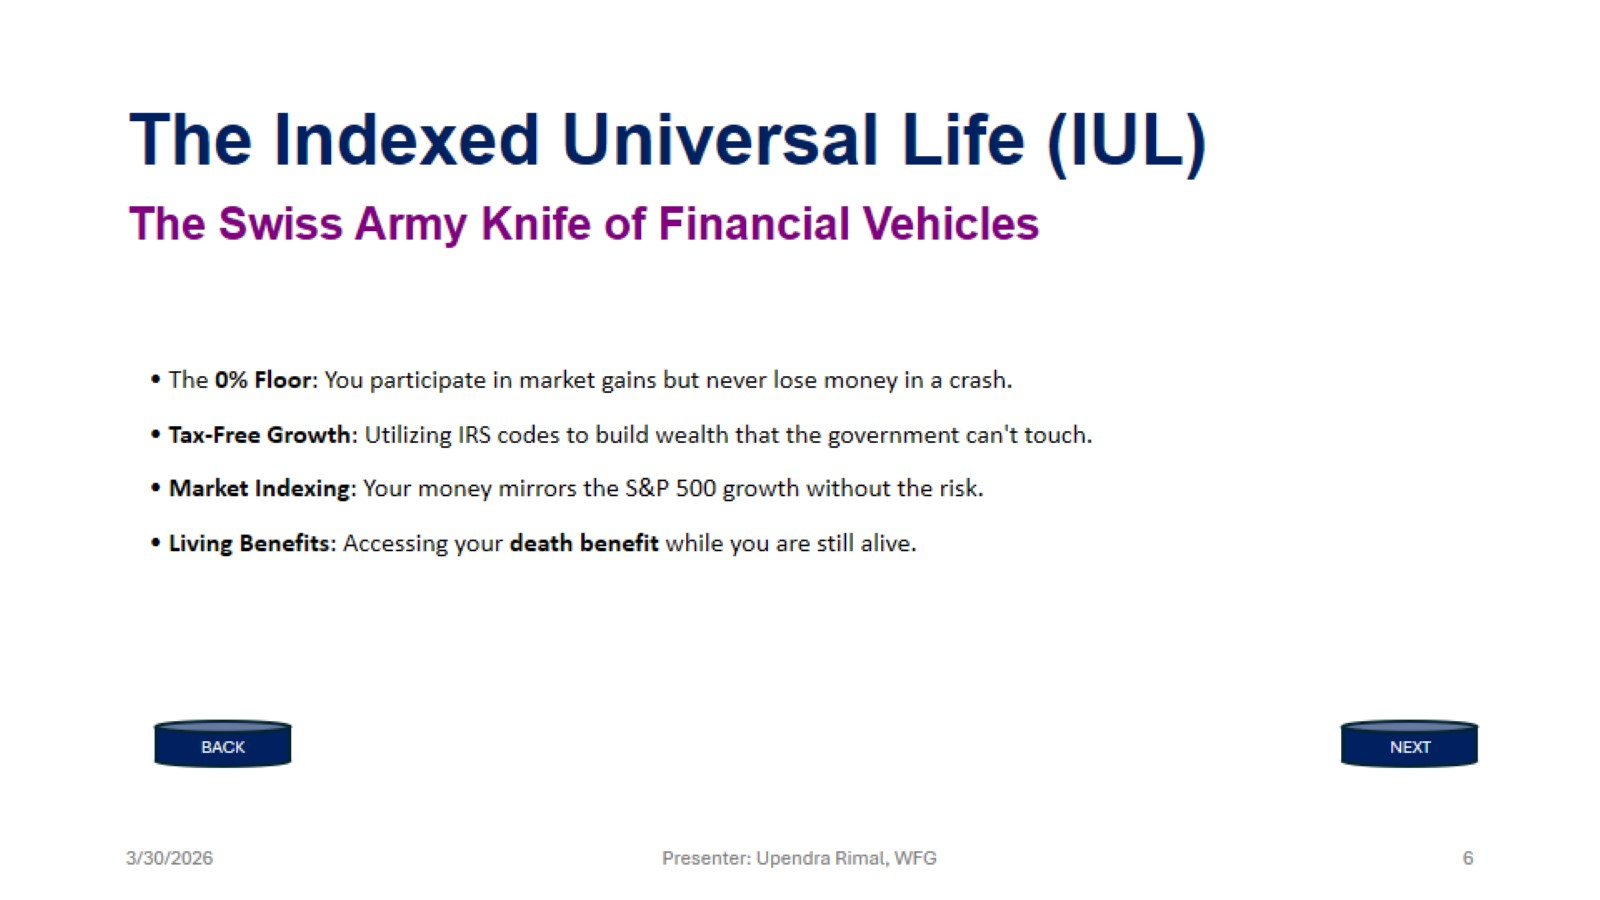 The Indexed Universal Life (IUL)
The Swiss Army Knife of Financial Vehicles
• The 0% Floor: You participate in market gains but never lose money in a crash.
• Tax-Free Growth: Utilizing IRS codes to build wealth that the government can't touch.
• Market Indexing: Your money mirrors the S&P 500 growth without the risk.
• Living Benefits: Accessing your death benefit while you are still alive.
BACK
NEXT
3/30/2026
Presenter: Upendra Rimal, WFG
6